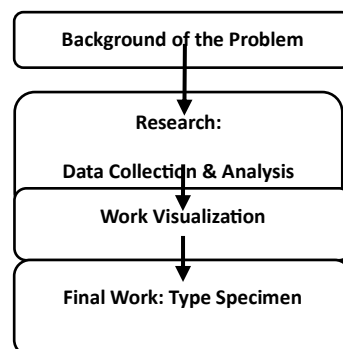 Background of the Problem
Research:
Data Collection & Analysis
Work Visualization
Final Work: Type Specimen